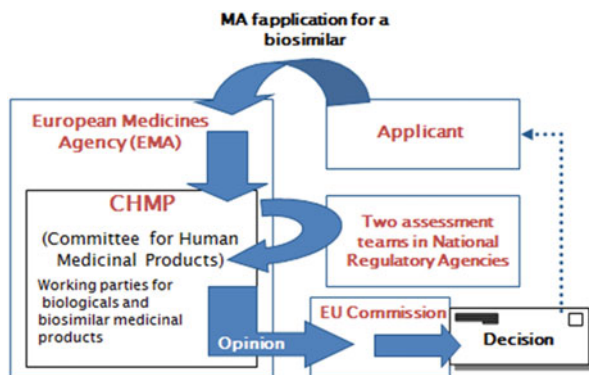 MA fapplication for a
biosimilar
European Medicines
Agency (EMA)
Applicant
CHMP
(Committee for Human
Medicinal Products)
Working parties for
biologicals and
biosimilar medicinal
products
Two assessment
teams in National
Regulatory Agencies
Opinion
EU Commission
Decision